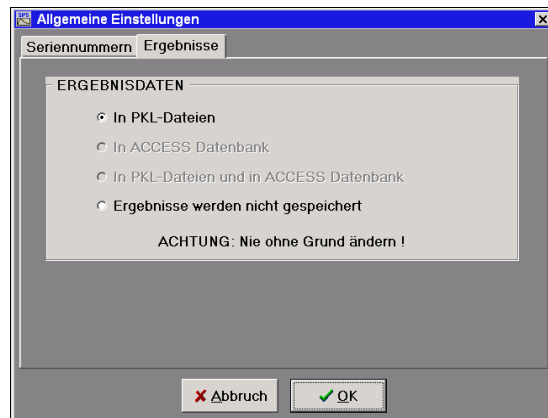 Allgemeine Einstellungen
Seriennummern Ergebnisse
ERGEBNISDATEN
In PKL-Dateien
In ACCESS Datenbank
In PKL-Dateien und in ACCESS Datenbank
Ergebnisse werden nicht gespeichert
ACHTUNG: Nie ohne Grund ändern !
Abbruch OK